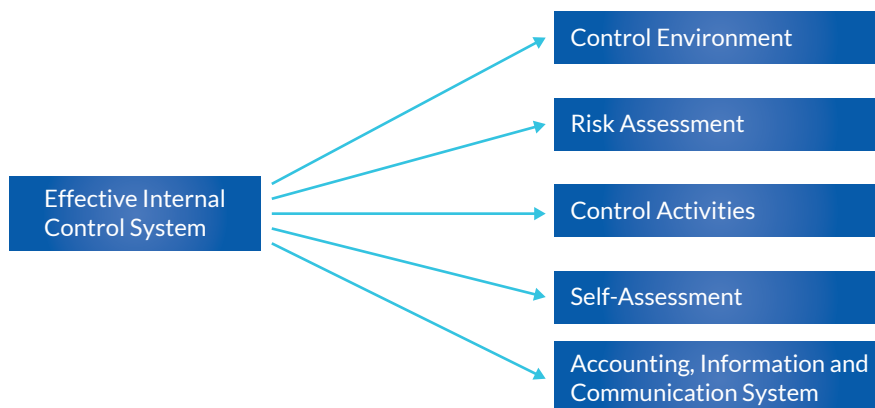 Effective Internal
Control System
Control Environment
Risk Assessment
Control Activities
Self-Assessment
Accounting, Information and
Communication System